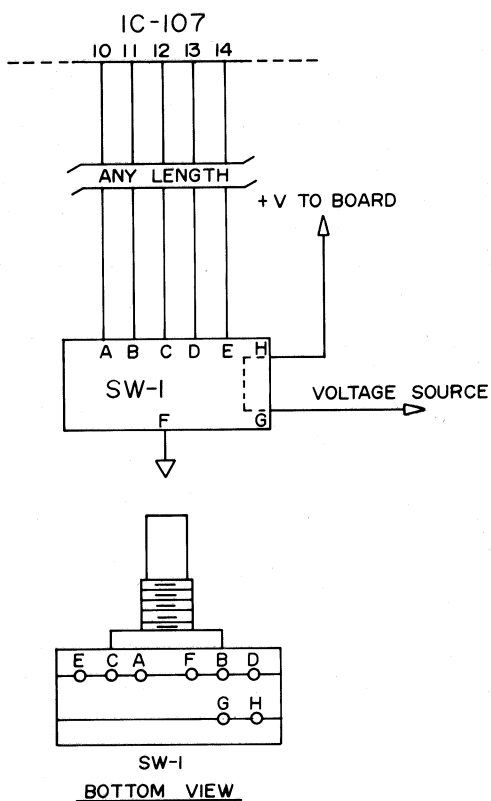 IC-107
10 11 12 13 14
ANY LENGTH
+V TO BOARD
A B C D E H
SW-1
VOLTAGE SOURCE
F G
E C A F B D
G H
SW-1
BOTTOM VIEW